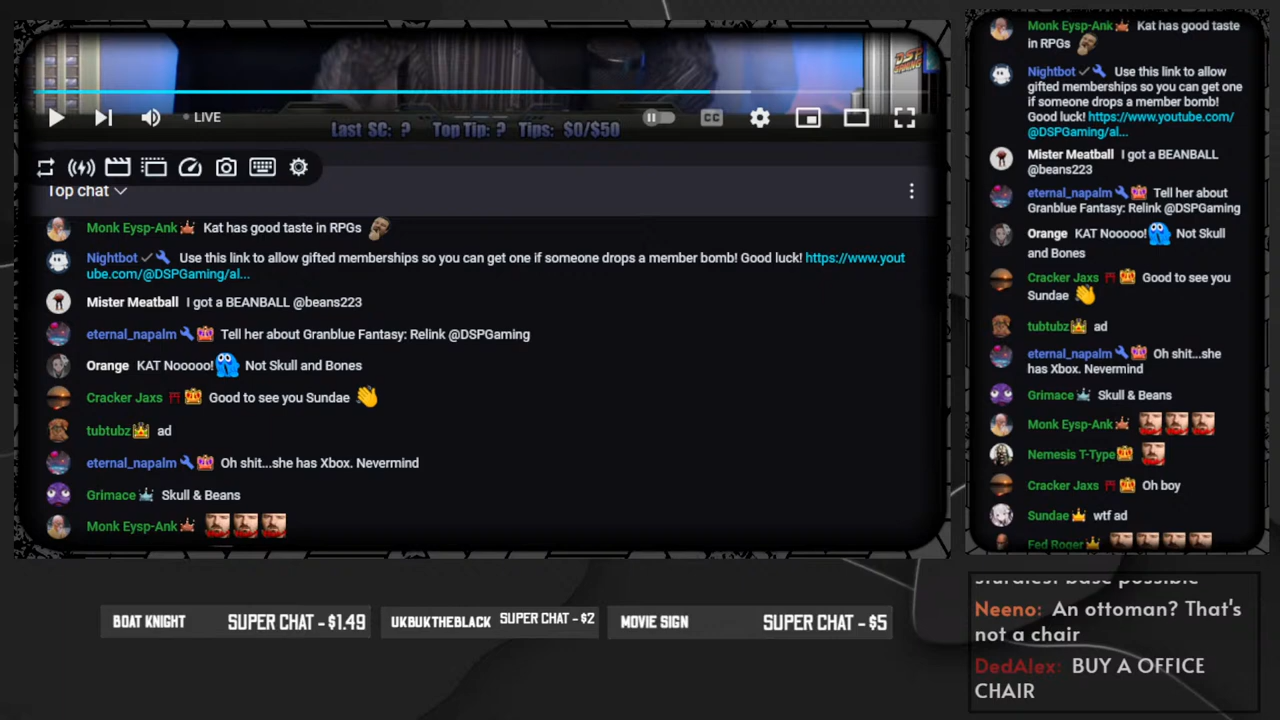 DSP GAMING
LIVE
CC
Last SC: ? Top Tip: ? Tips: $0/$50
Top chat
Monk Eysp-Ank Kat has good taste in RPGs
Nightbot Use this link to allow gifted memberships so you can get one if someone drops a member bomb! Good luck! https://www.yout
ube.com/@DSPGaming/al...
Mister Meatball I got a BEANBALL @beans223
eternal_napalm Tell her about Granblue Fantasy: Relink @DSPGaming
Orange KAT Nooooo! Not Skull and Bones
Cracker Jaxs Good to see you Sundae
tubtubz ad
eternal_napalm Oh shit...she has Xbox. Nevermind
Grimace Skull & Beans
Monk Eysp-Ank
BOAT KNIGHT SUPER CHAT - $1.49
UKBUKTHEBLACK SUPER CHAT - $2
MOVIE SIGN SUPER CHAT - $5
Monk Eysp-Ank Kat has good taste
in RPGs
Nightbot Use this link to allow
gifted memberships so you can get one
if someone drops a member bomb!
Good luck! https://www.youtube.com/
@DSPGaming/al...
Mister Meatball I got a BEANBALL
@beans223
eternal_napalm Tell her about
Granblue Fantasy: Relink @DSPGaming
Orange KAT Nooooo! Not Skull
and Bones
Cracker Jaxs Good to see you
Sundae
tubtubz ad
eternal_napalm Oh shit...she
has Xbox. Nevermind
Grimace Skull & Beans
Monk Eysp-Ank
Nemesis T-Type
Cracker Jaxs Oh boy
Sundae wtf ad
Fed Roger
sturdiest base possible
Neeno: An ottoman? That's
not a chair
DedAlex: BUY A OFFICE
CHAIR